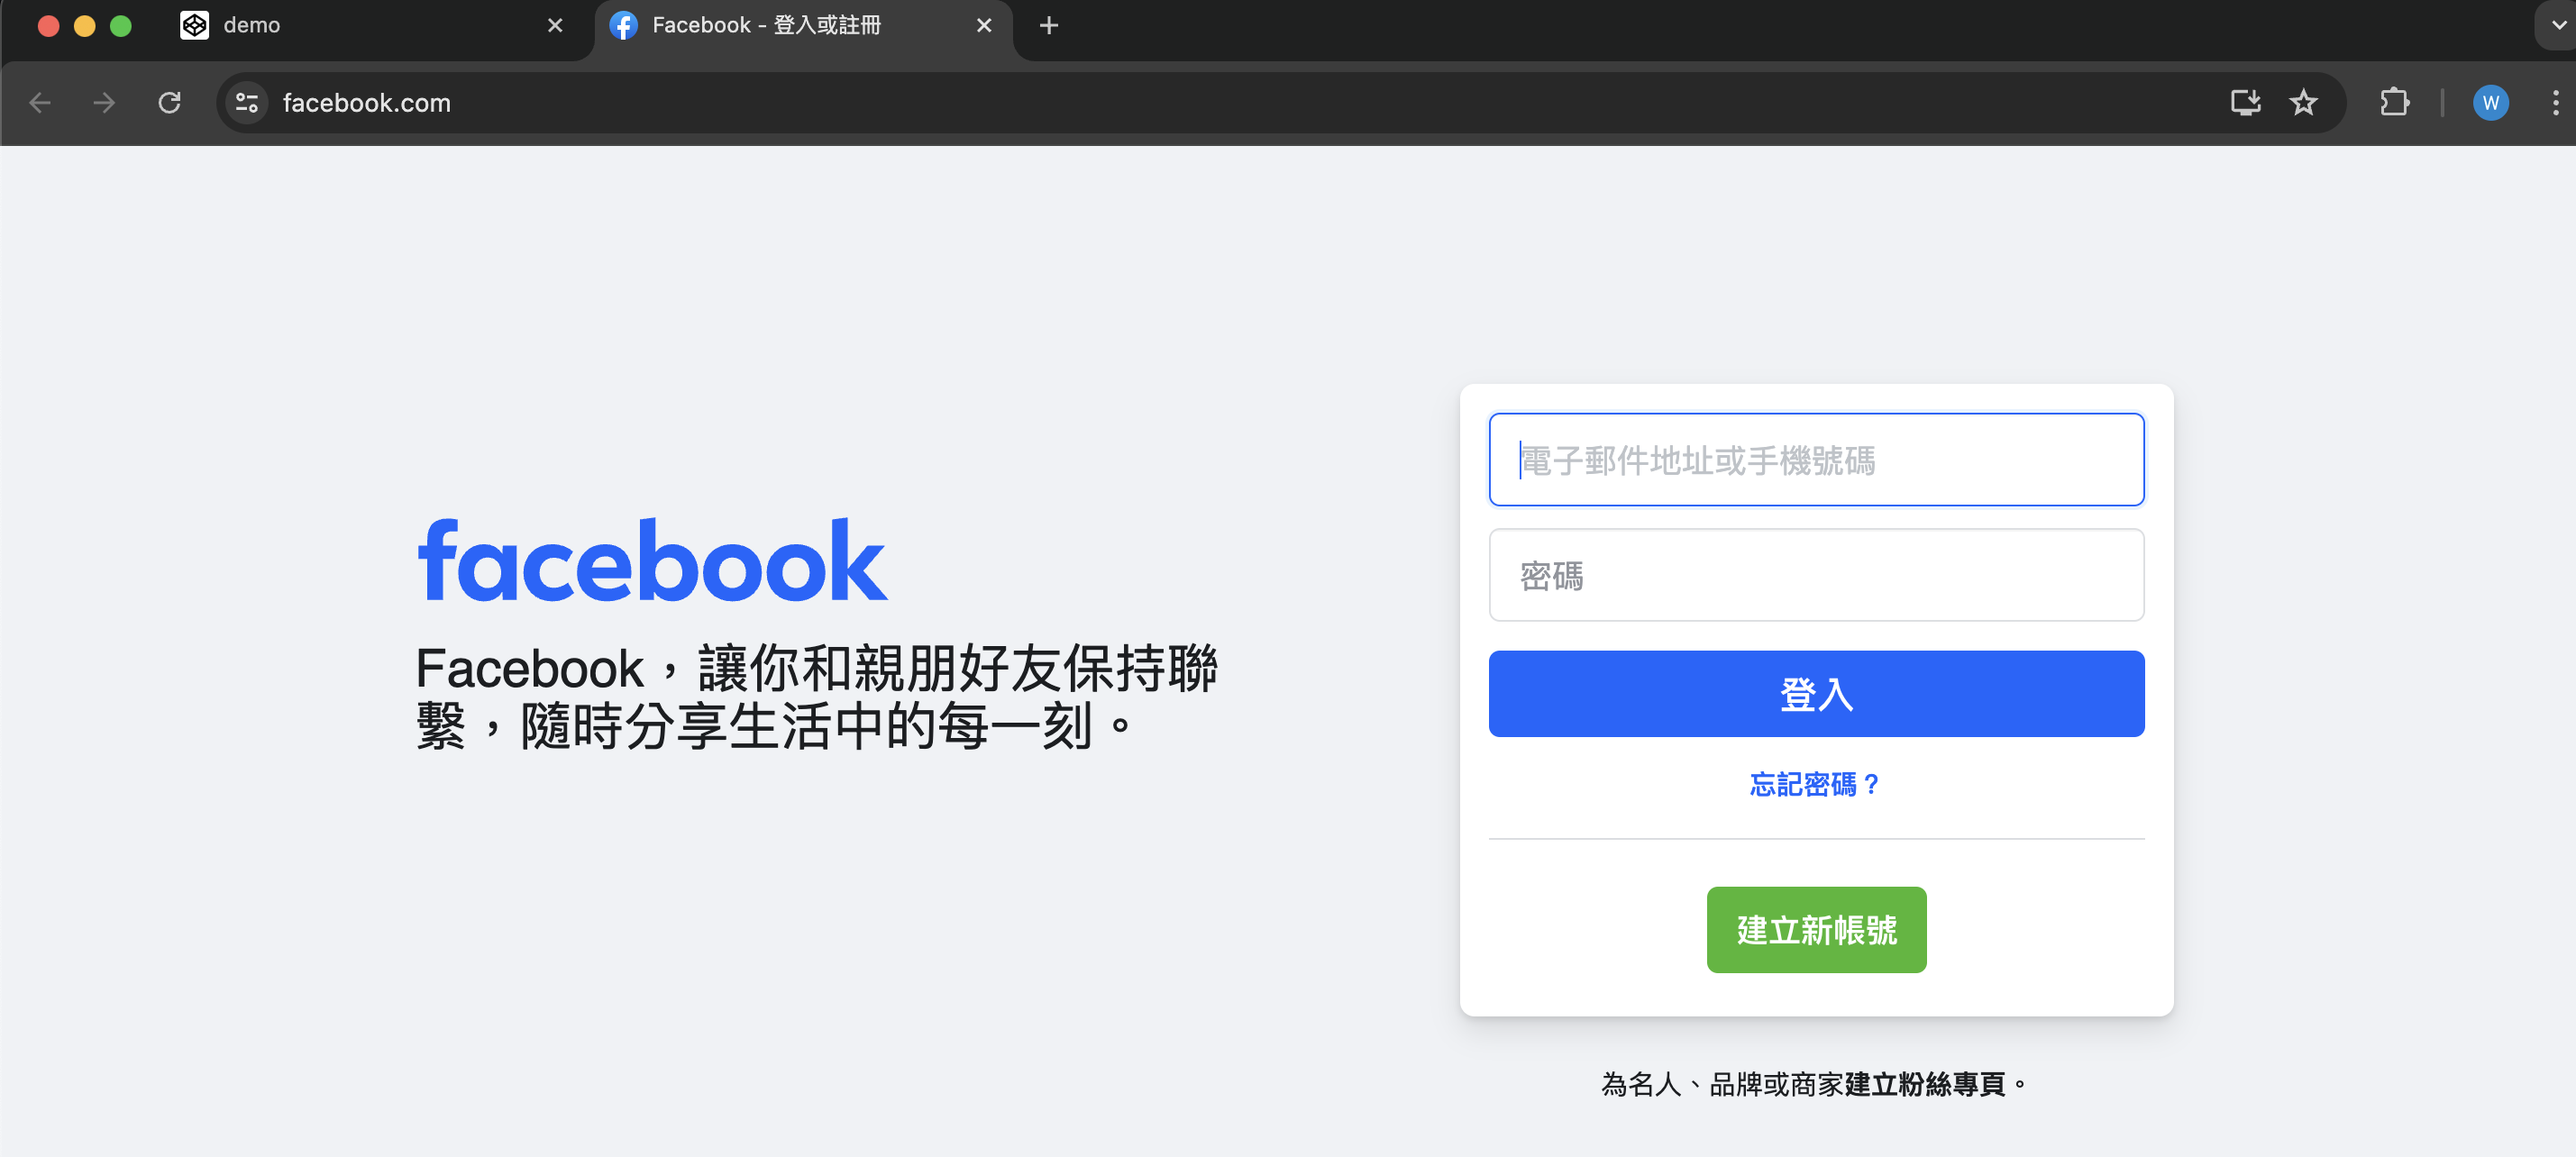 demo
Facebook - 登入或註冊
facebook.com
W
電子郵件地址或手機號碼
密碼
登入
忘記密碼？
建立新帳號
facebook
Facebook，讓你和親朋好友保持聯
繫，隨時分享生活中的每一刻。
為名人、品牌或商家建立粉絲專頁。